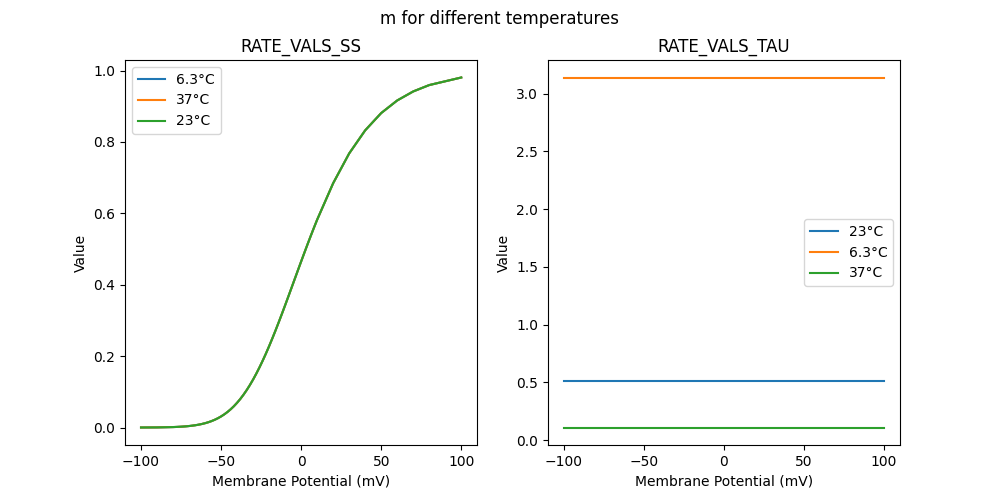 m for different temperatures
RATE_VALS_SS
1.0
0.8
0.6
0.4
0.2
0.0
Value
6.3°C
37°C
23°C
−100
−50
0
50
100
Membrane Potential (mV)
RATE_VALS_TAU
3.0
2.5
2.0
1.5
1.0
0.5
0.0
Value
23°C
6.3°C
37°C
−100
−50
0
50
100
Membrane Potential (mV)